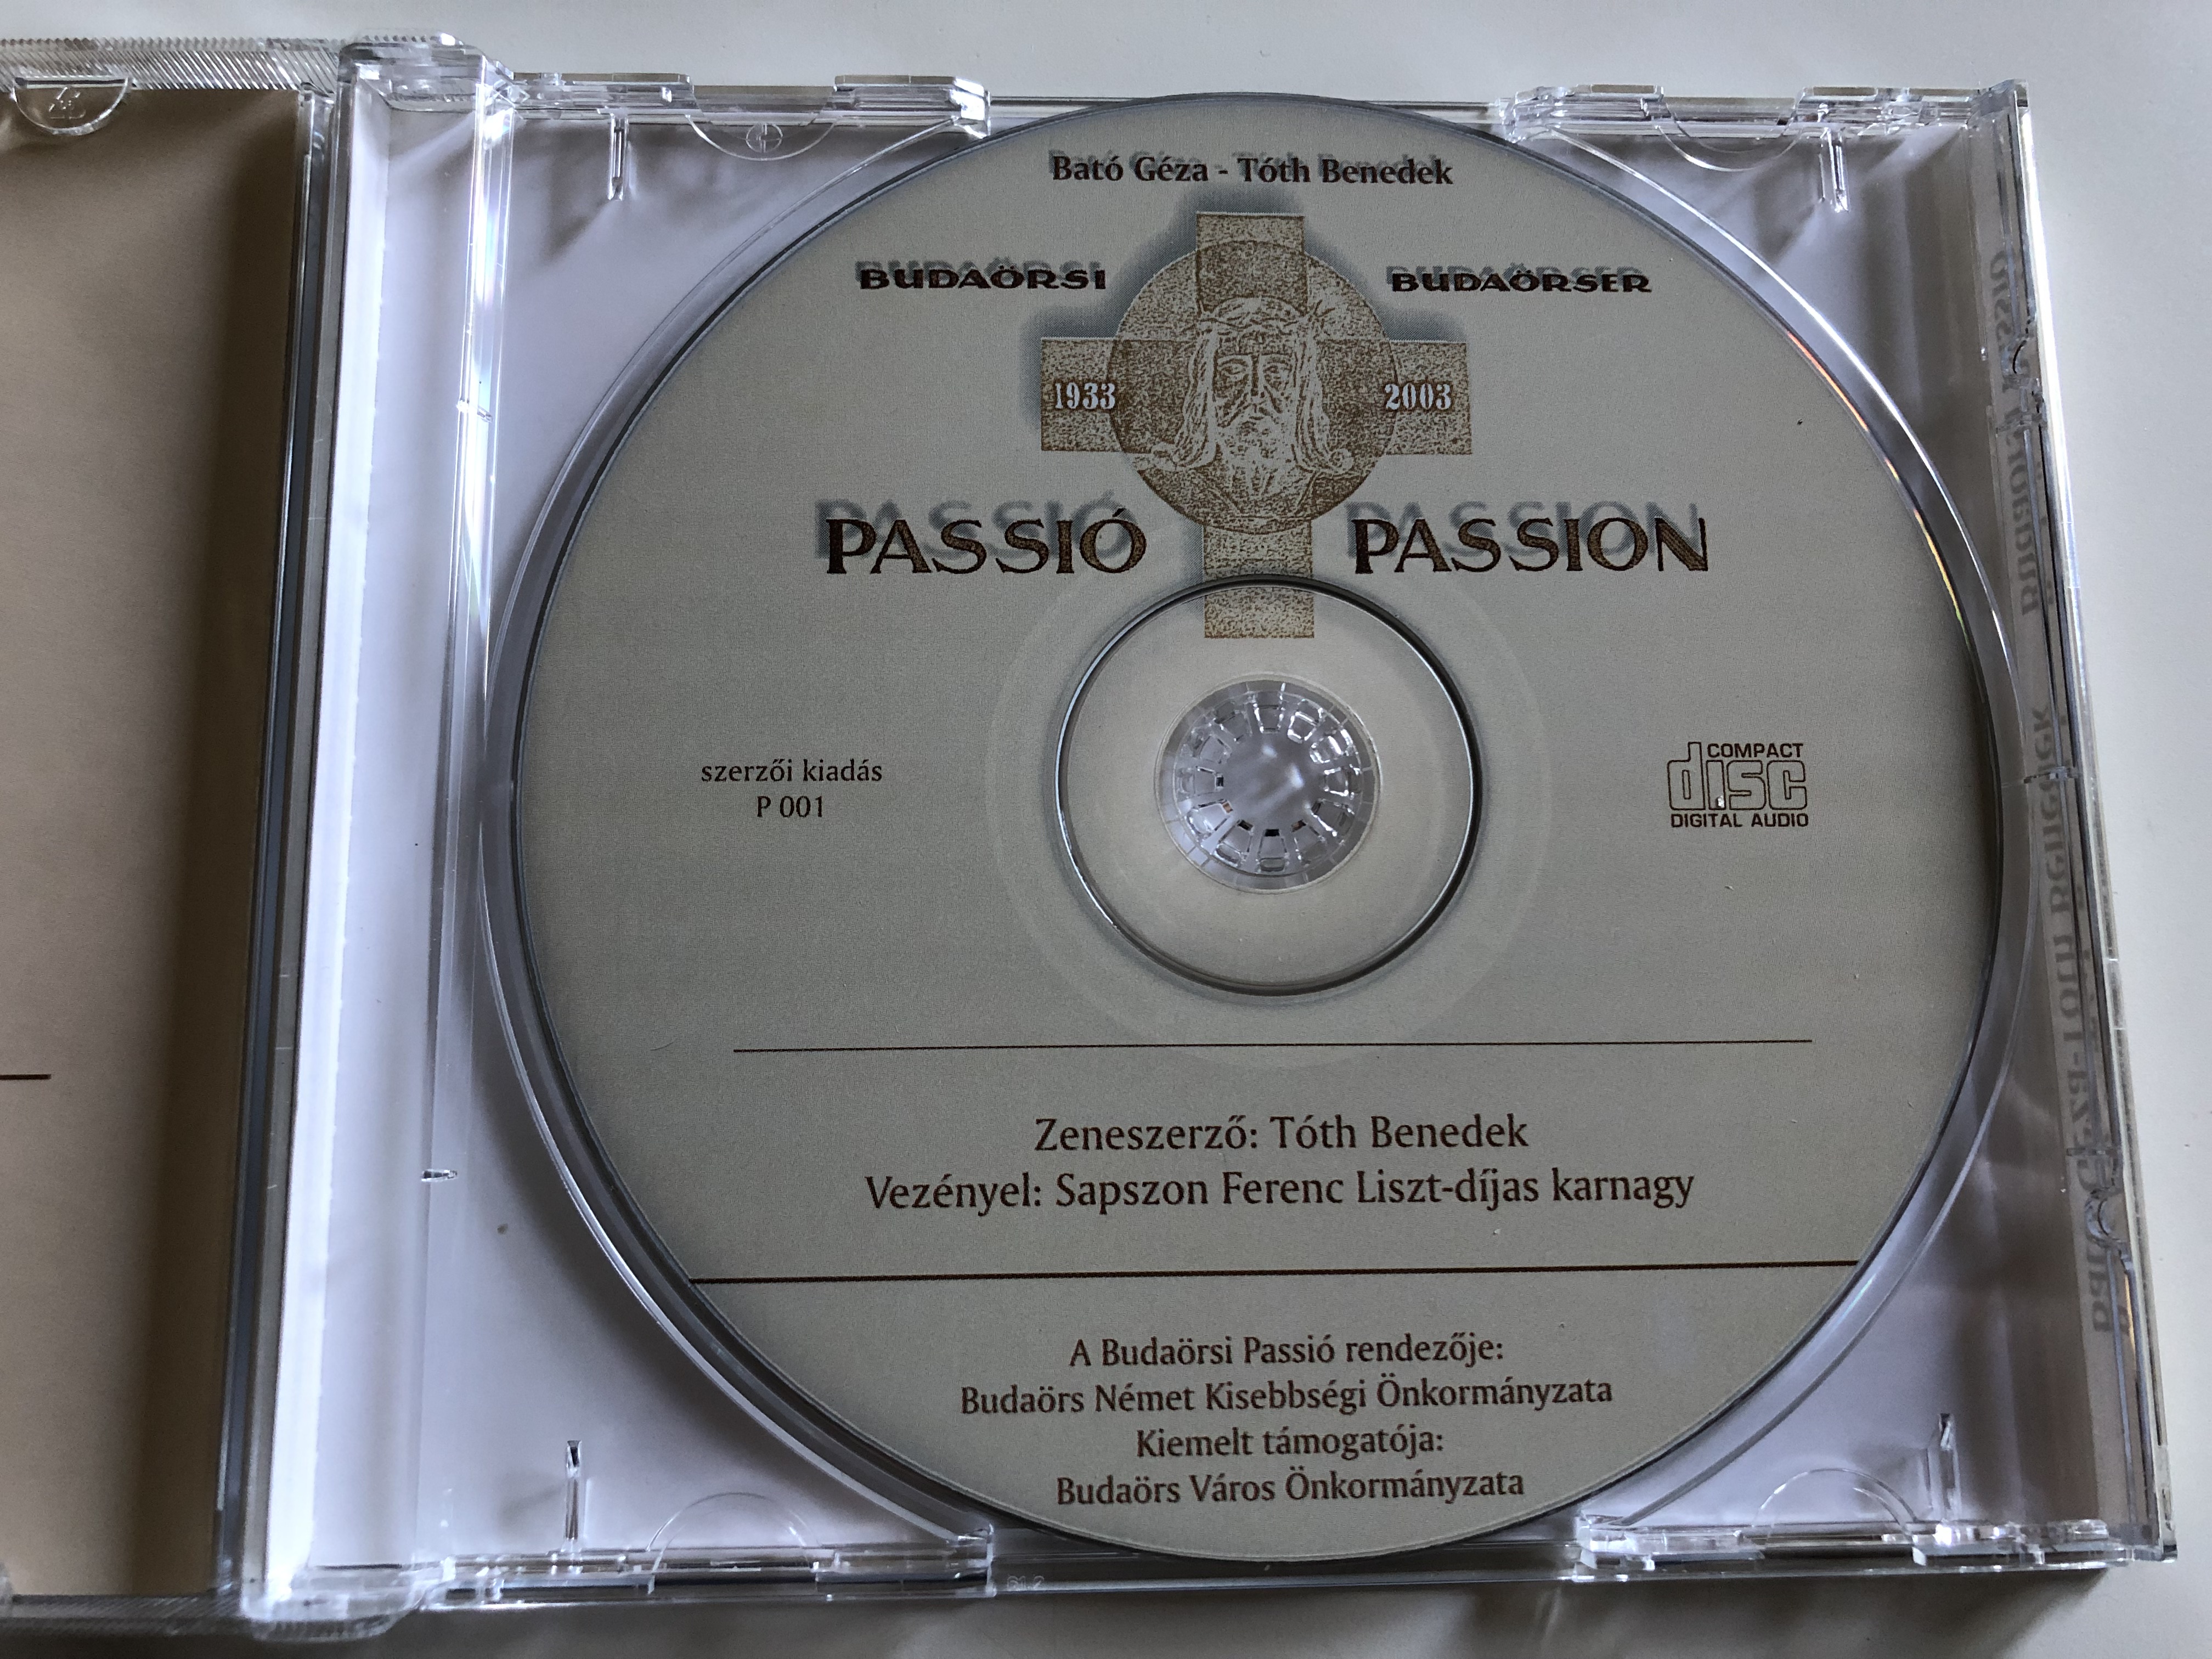 Bató Géza - Tóth Benedek
BUDAÖRSI BUDAÖRSER
1933 2003
PASSIÓ PASSION
szerzői kiadás
P 001
COMPACT
disc
DIGITAL AUDIO
Zeneszerző: Tóth Benedek
Vezényel: Sapszon Ferenc Liszt-díjas karnagy
A Budaörsi Passió rendezője:
Budaörs Német Kisebbségi Önkormányzata
Kiemelt támogatója:
Budaörs Város Önkormányzata